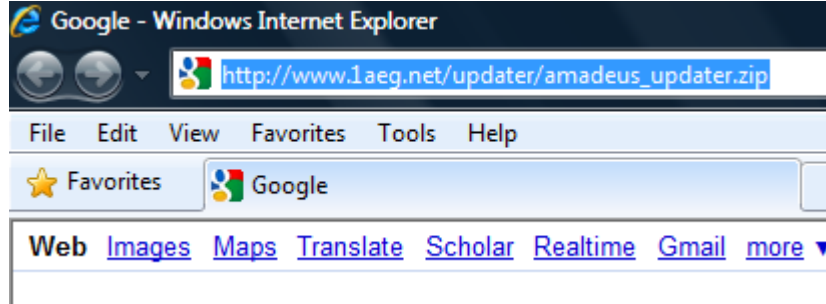 Google - Windows Internet Explorer
http://www.1aeg.net/updater/amadeus_updater.zip
File Edit View Favorites Tools Help
Favorites Google
Web Images Maps Translate Scholar Realtime Gmail more ▼